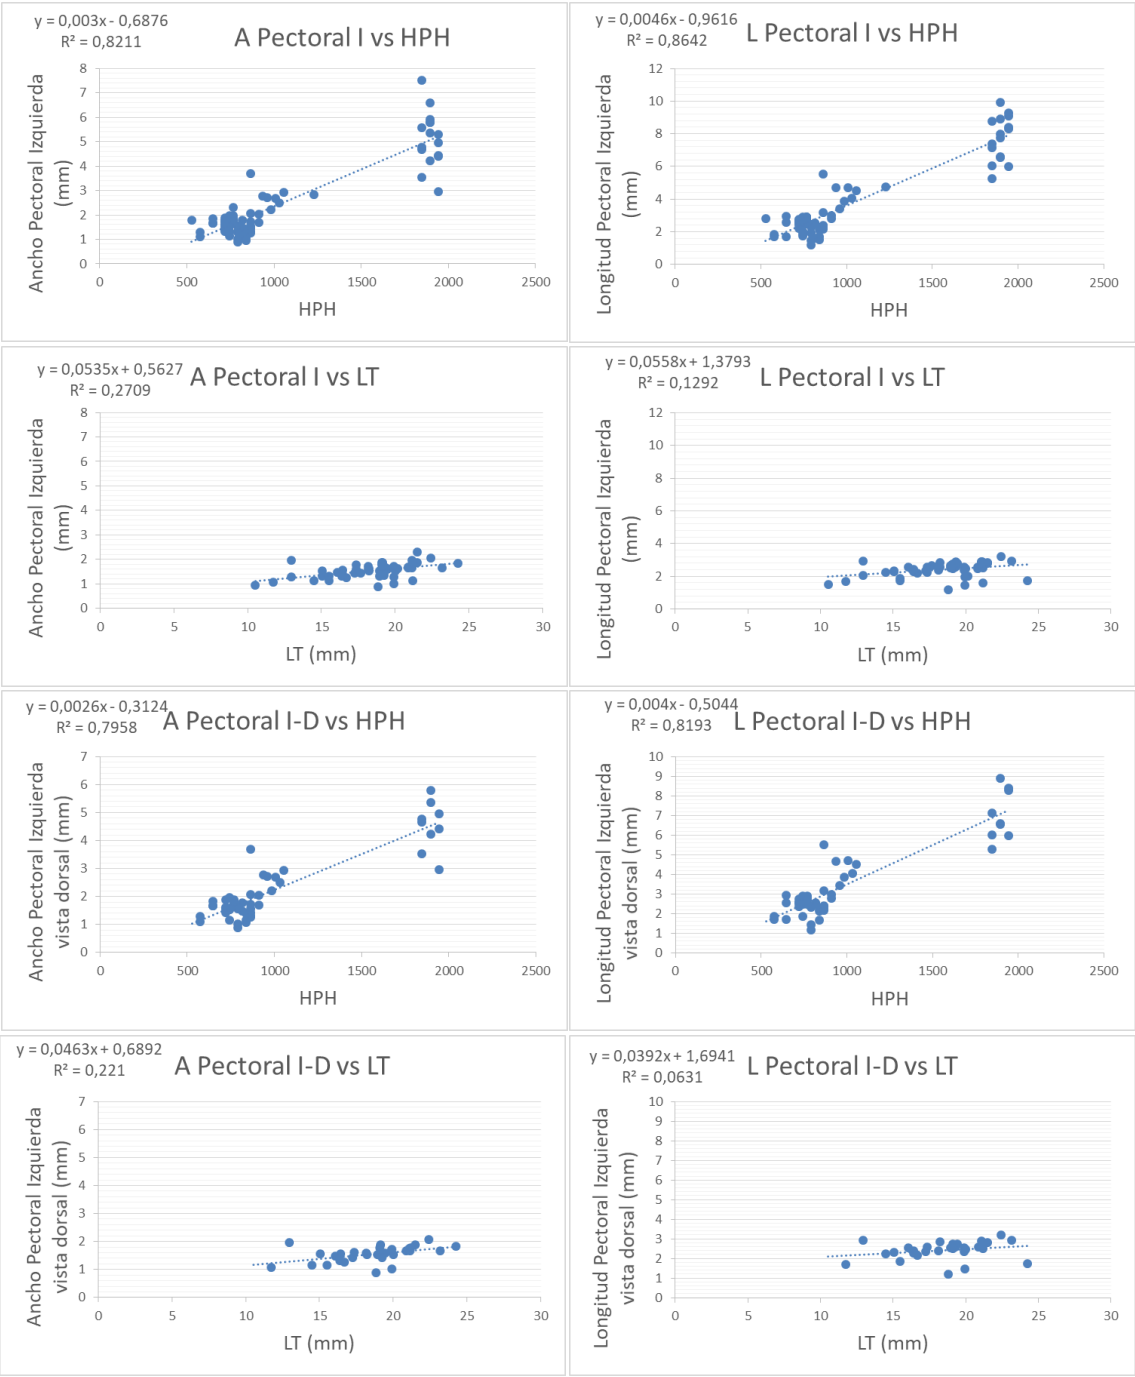 y = 0,003x - 0,6876
R² = 0,8211
A Pectoral I vs HPH
Ancho Pectoral Izquierda
(mm)
8
7
6
5
4
3
2
1
0
0 500 1000 1500 2000 2500
HPH
y = 0,0046x - 0,9616
R² = 0,8642
L Pectoral I vs HPH
Longitud Pectoral Izquierda
(mm)
12
10
8
6
4
2
0
0 500 1000 1500 2000 2500
HPH
y = 0,0535x + 0,5627
R² = 0,2709
A Pectoral I vs LT
Ancho Pectoral Izquierda
(mm)
8
7
6
5
4
3
2
1
0
0 5 10 15 20 25 30
LT (mm)
y = 0,0558x + 1,3793
R² = 0,1292
L Pectoral I vs LT
Longitud Pectoral Izquierda
(mm)
12
10
8
6
4
2
0
0 5 10 15 20 25 30
LT (mm)
y = 0,0026x - 0,3124
R² = 0,7958
A Pectoral I-D vs HPH
Ancho Pectoral Izquierda
vista dorsal (mm)
7
6
5
4
3
2
1
0
0 500 1000 1500 2000 2500
HPH
y = 0,004x - 0,5044
R² = 0,8193
L Pectoral I-D vs HPH
Longitud Pectoral Izquierda
vista dorsal (mm)
10
9
8
7
6
5
4
3
2
1
0
0 500 1000 1500 2000 2500
HPH
y = 0,0463x + 0,6892
R² = 0,221
A Pectoral I-D vs LT
Ancho Pectoral Izquierda
vista dorsal (mm)
7
6
5
4
3
2
1
0
0 5 10 15 20 25 30
LT (mm)
y = 0,0392x + 1,6941
R² = 0,0631
L Pectoral I-D vs LT
Longitud Pectoral Izquierda
vista dorsal (mm)
10
9
8
7
6
5
4
3
2
1
0
0 5 10 15 20 25 30
LT (mm)